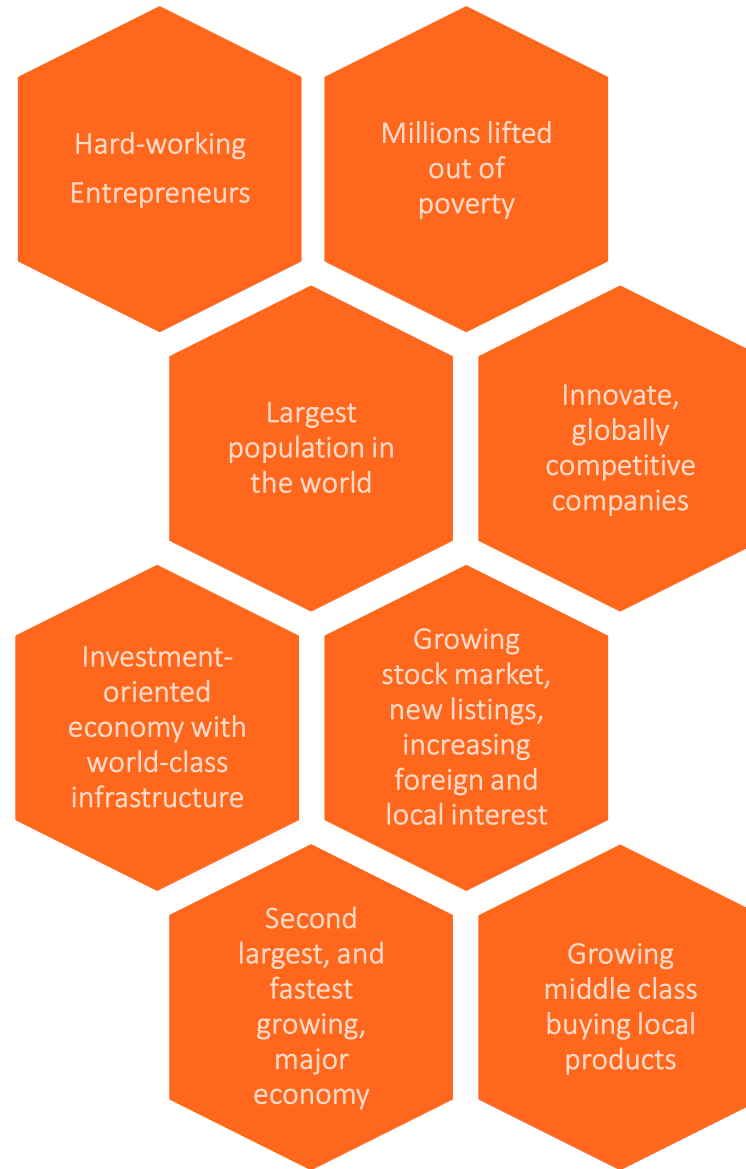 Hard-working
Entrepreneurs
Millions lifted
out of
poverty
Largest
population in
the world
Innovate,
globally
competitive
companies
Investment-
oriented
economy with
world-class
infrastructure
Growing
stock market,
new listings,
increasing
foreign and
local interest
Second
largest, and
fastest
growing,
major
economy
Growing
middle class
buying local
products